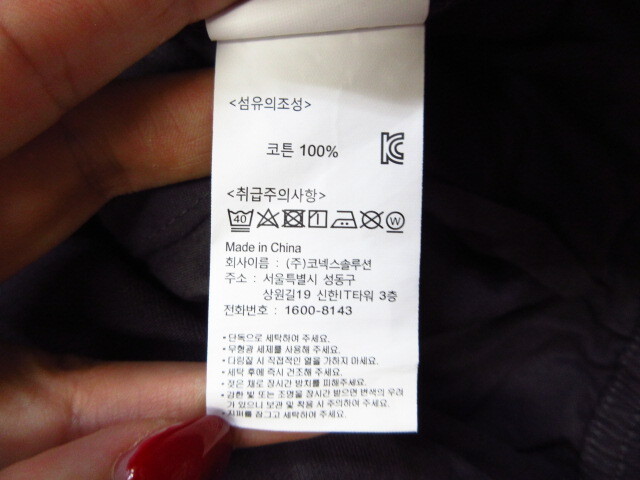 <섬유의조성>
코튼 100%
<취급주의사항>
40
W
Made in China
회사이름 : (주)코넥스솔루션
주소 : 서울특별시 성동구
상원길19 신한IT타워 3층
전화번호 : 1600-8143
• 단독으로 세탁하여 주세요.
• 무형광 세제를 사용해 주세요.
• 다림질 시 직접적인 열을 가하지 마세요.
• 세탁 후에 즉시 건조해 주세요.
• 젖은 채로 장시간 방치를 피해주세요.
• 강한 빛 또는 조명을 장시간 받으면 변색의 우려
가 있으니 보관 및 착용 시 주의하여 주세요.
• 지퍼를 잠그고 세탁하여 주세요.